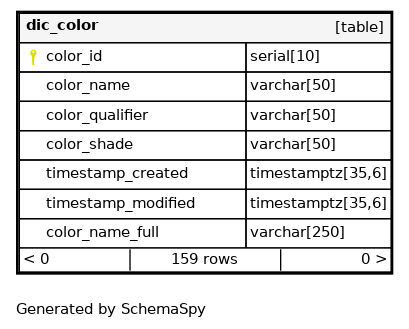 dic_color [table]
color_id serial[10]
color_name varchar[50]
color_qualifier varchar[50]
color_shade varchar[50]
timestamp_created timestamptz[35,6]
timestamp_modified timestamptz[35,6]
color_name_full varchar[250]
< 0 159 rows 0 >
Generated by SchemaSpy